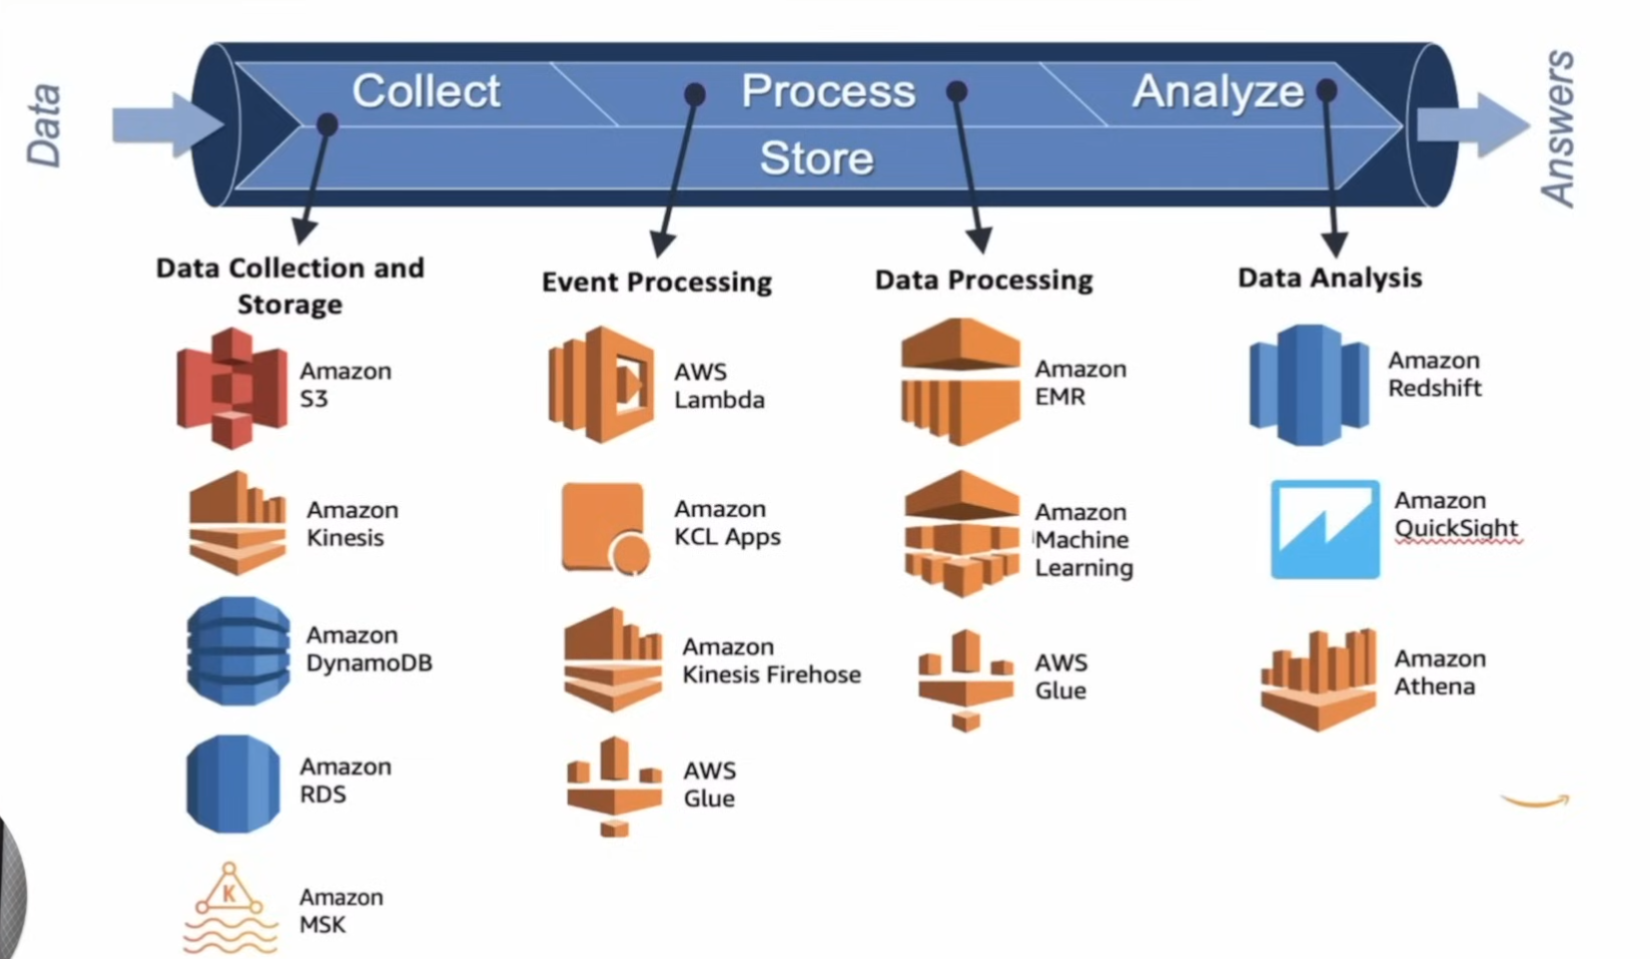 Data
Collect
Process
Analyze
Store
Answers
Data Collection and
Storage
Amazon
S3
Amazon
Kinesis
Amazon
DynamoDB
Amazon
RDS
K
Amazon
MSK
Event Processing
AWS
Lambda
Amazon
KCL Apps
Amazon
Kinesis Firehose
AWS
Glue
Data Processing
Amazon
EMR
Amazon
Machine
Learning
AWS
Glue
Data Analysis
Amazon
Redshift
Amazon
QuickSight
Amazon
Athena